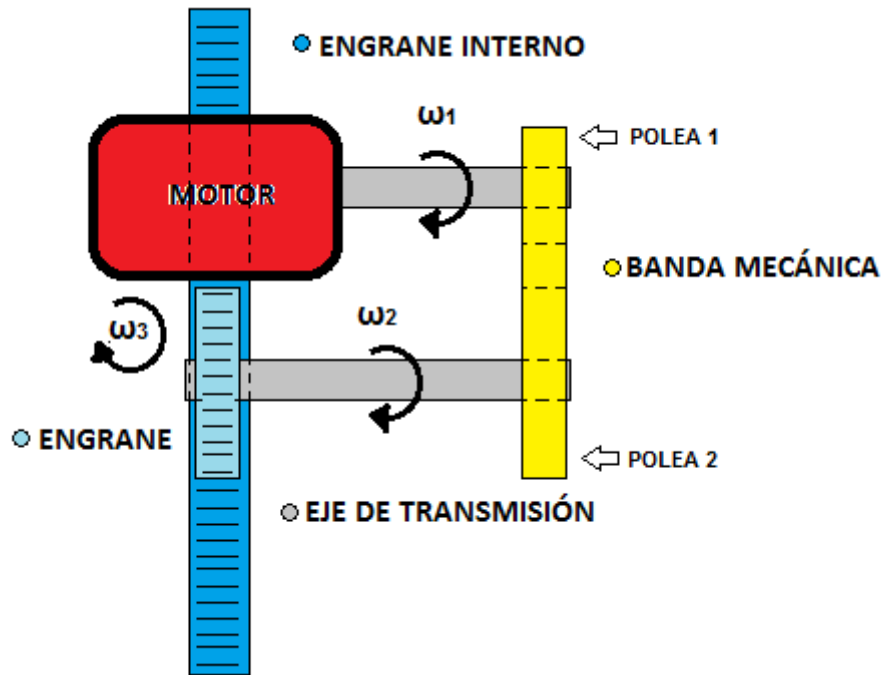 ENGRANE INTERNO
ω1
POLEA 1
MOTOR
BANDA MECÁNICA
ω3
ω2
ENGRANE
POLEA 2
EJE DE TRANSMISIÓN